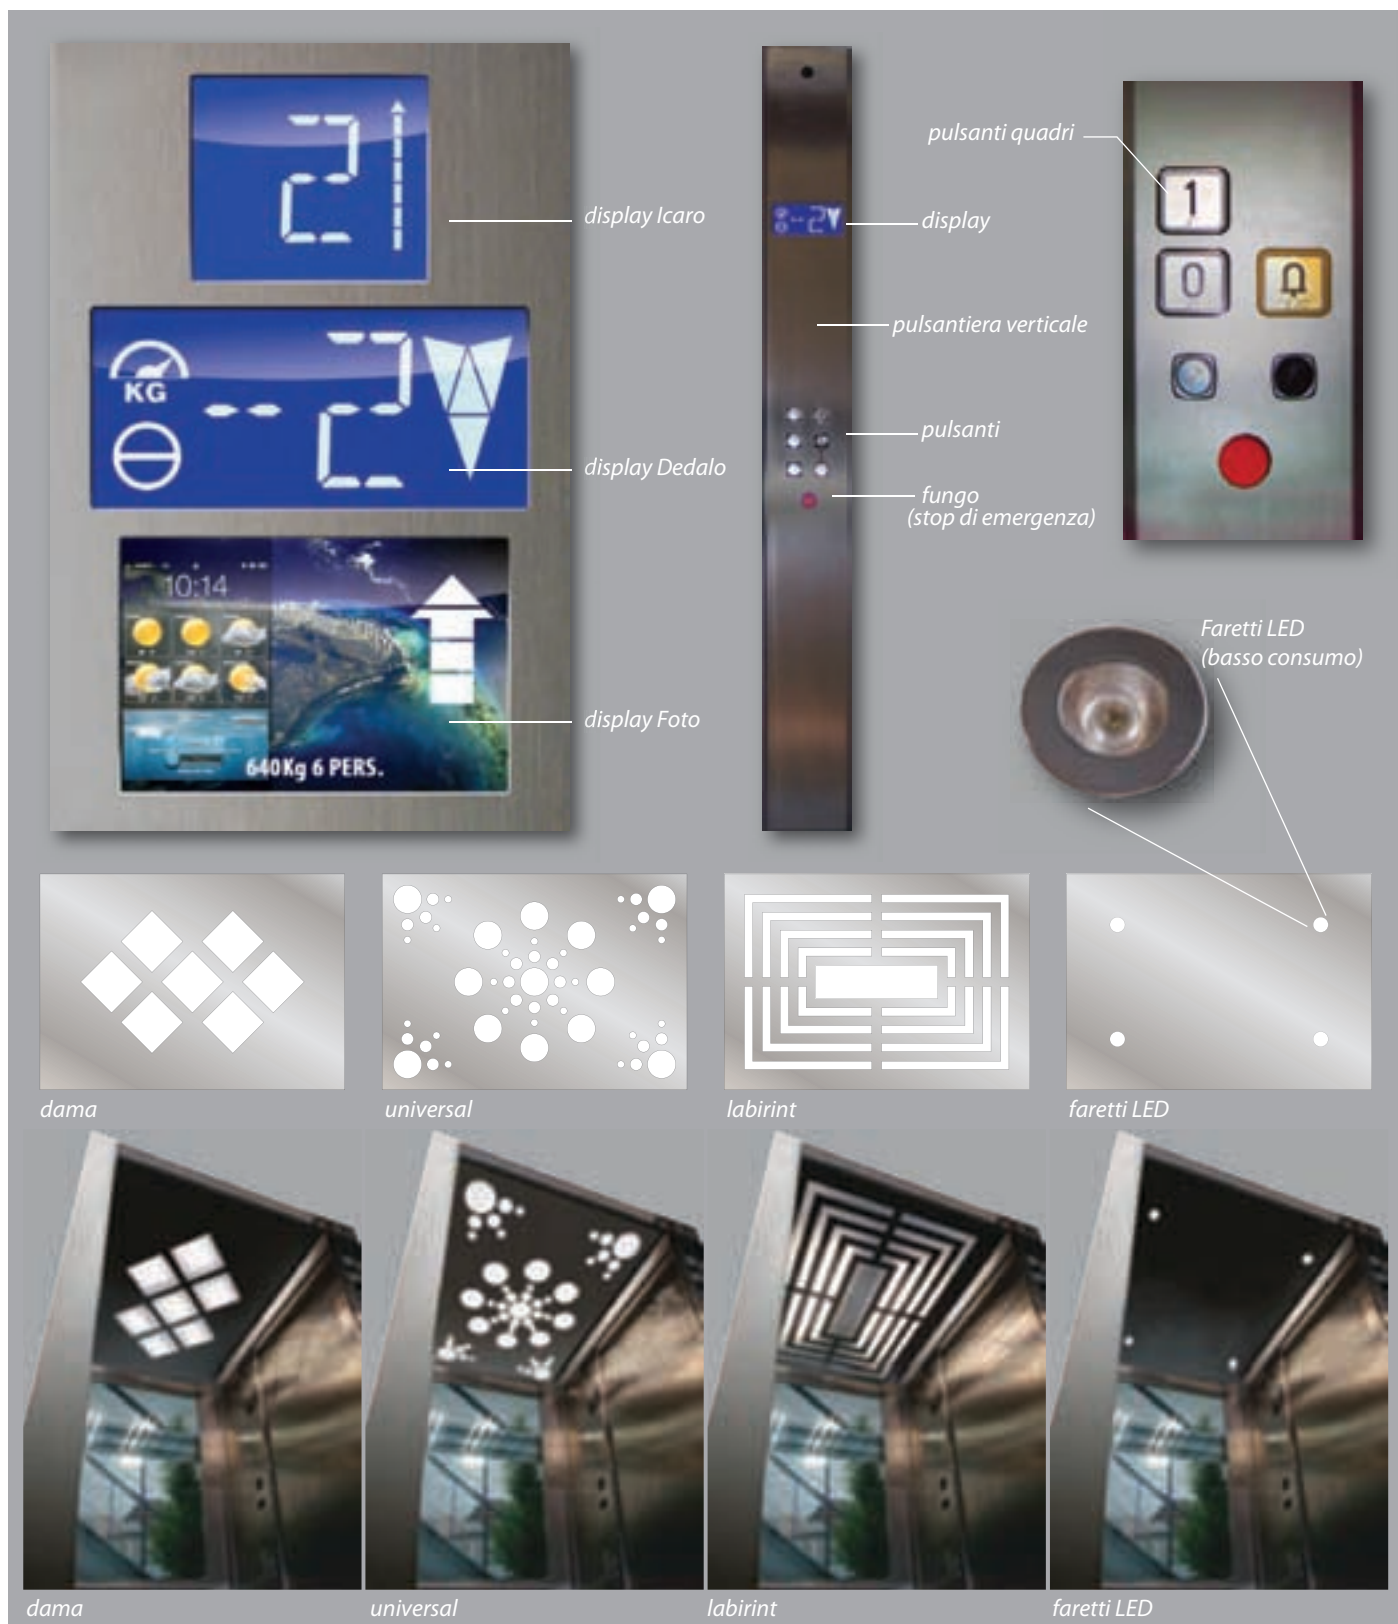 2
display Icaro
KG
--2
display Dedalo
10:14
640Kg 6 PERS.
display Foto
--2
display
pulsantiera verticale
pulsanti
fungo
(stop di emergenza)
pulsanti quadri
1
0
Faretti LED
(basso consumo)
dama
universal
labirint
faretti LED
dama
universal
labirint
faretti LED